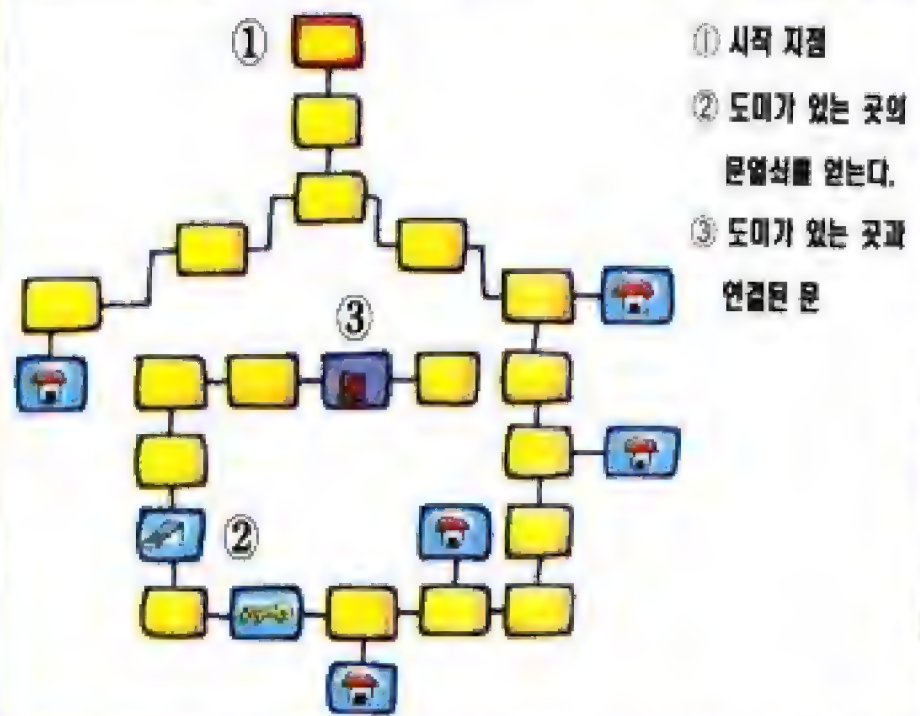 ①
① 시작 지점
② 도미가 있는 곳의
문열쇠를 얻는다.
③ 도미가 있는 곳과
연결된 문
③
②